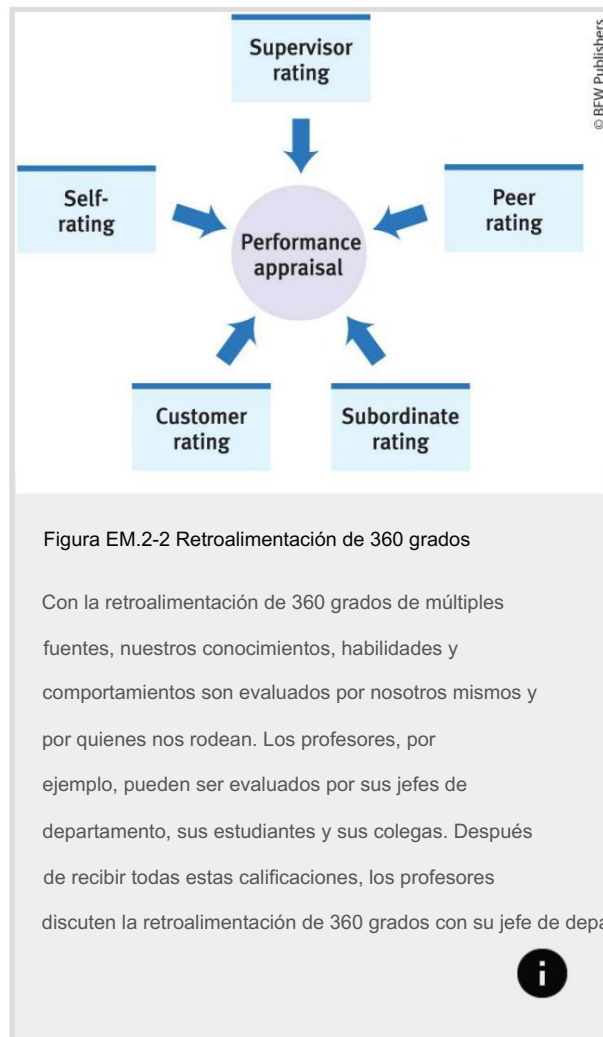 Supervisor
rating
© BFW Publishers
Self-
rating
Peer
rating
Performance
appraisal
Customer
rating
Subordinate
rating
Figura EM.2-2 Retroalimentación de 360 grados
Con la retroalimentación de 360 grados de múltiples
fuentes, nuestros conocimientos, habilidades y
comportamientos son evaluados por nosotros mismos y
por quienes nos rodean. Los profesores, por
ejemplo, pueden ser evaluados por sus jefes de
departamento, sus estudiantes y sus colegas. Después
de recibir todas estas calificaciones, los profesores
discuten la retroalimentación de 360 grados con su jefe de depa
i